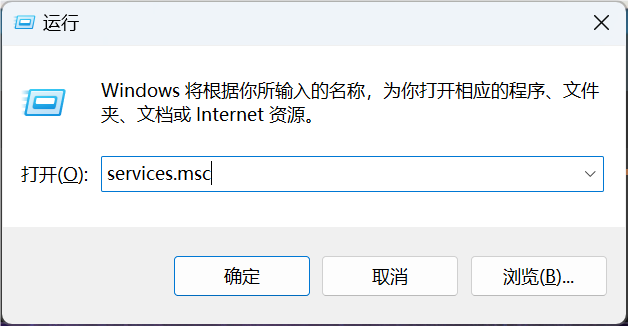 运行
Windows 将根据你所输入的名称，为你打开相应的程序、文件
夹、文档或 Internet 资源。
打开(O): services.msc
确定 取消 浏览(B)...